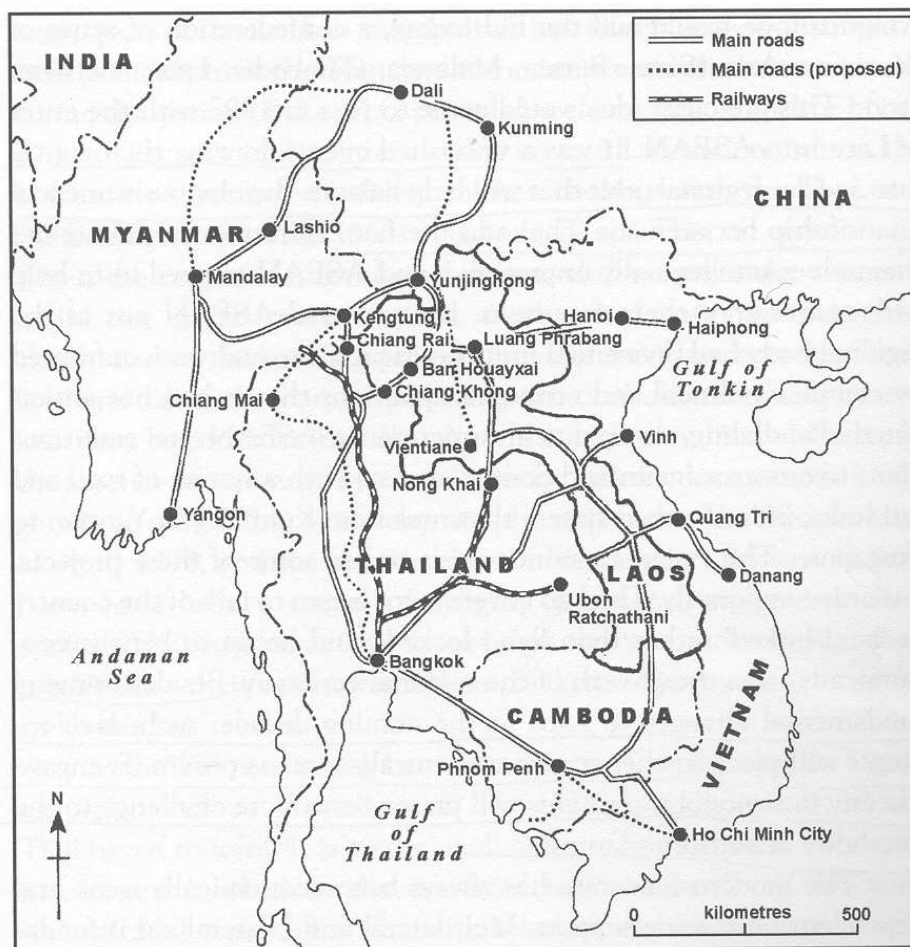 INDIA
Main roads
Main roads (proposed)
Railways
Dali
Kunming
CHINA
MYANMAR
Lashio
Mandalay
Yunjinghong
Kengtung
Hanoi
Haiphong
Chiang Rai
Luang Prabang
Ban Houayxai
Gulf of
Tonkin
Chiang Mai
Chiang Khong
Vientiane
Vinh
Nong Khai
Yangon
Quang Tri
THAILAND
LAOS
Danang
Ubon
Ratchathani
Bangkok
Andaman
Sea
CAMBODIA
VIETNAM
Phnom Penh
Gulf
of
Thailand
Ho Chi Minh City
N
0 500
kilometres